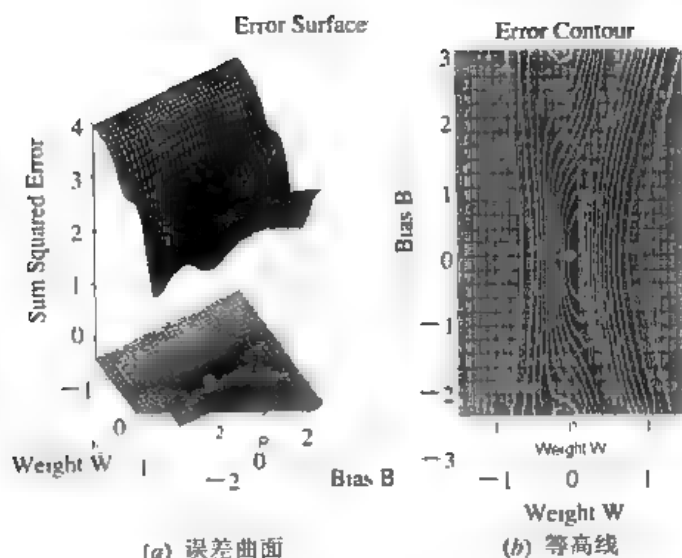 Error Surface
Sum Squared Error
4
3
2
1
0
−1
0
1
Weight W
2
−2
0
2
Bias B
(a) 误差曲面
Error Contour
Bias B
3
2
1
0
−1
−2
−3
Weight W
−1
0
1
Weight W
(b) 等高线